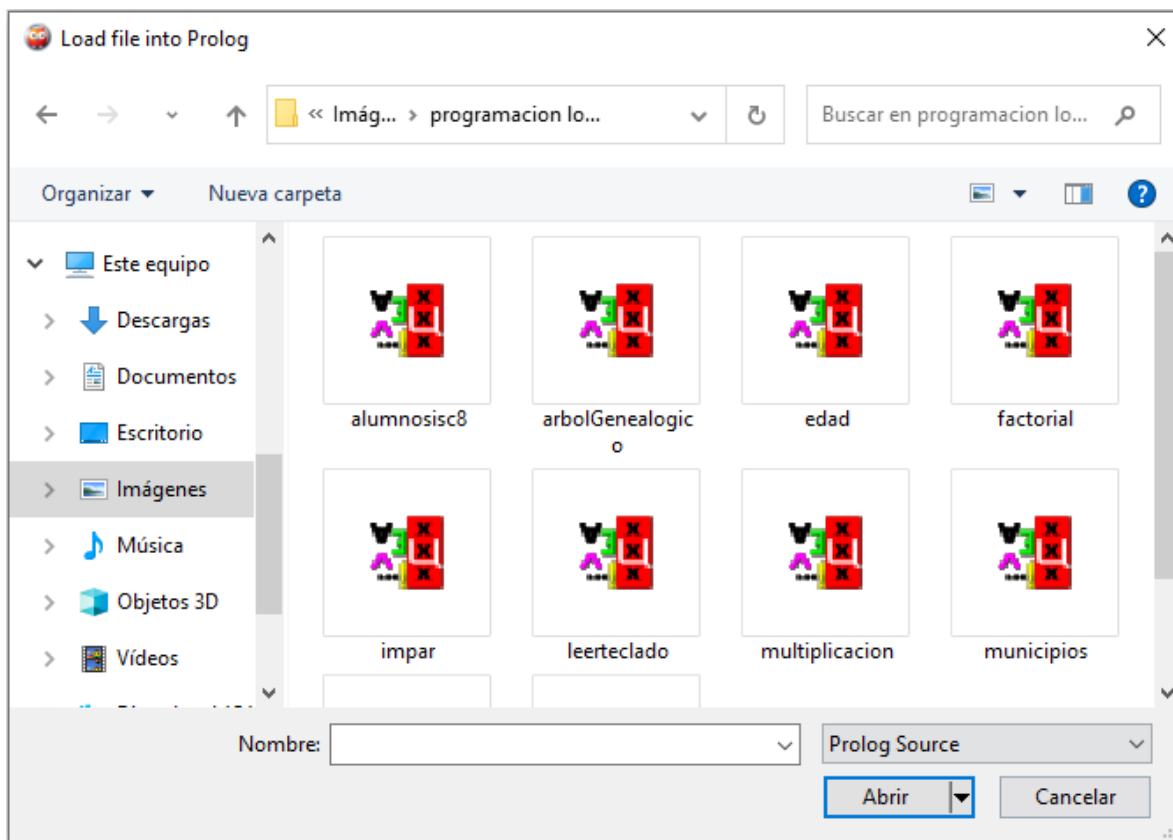 Load file into Prolog
« Imág... › programacion lo...
Buscar en programacion lo...
Organizar
Nueva carpeta
Este equipo
Descargas
Documentos
Escritorio
Imágenes
Música
Objetos 3D
Vídeos
alumnosisc8
arbolGenealogic
o
edad
factorial
impar
leerteclado
multiplicacion
municipios
Nombre:
Prolog Source
Abrir
Cancelar